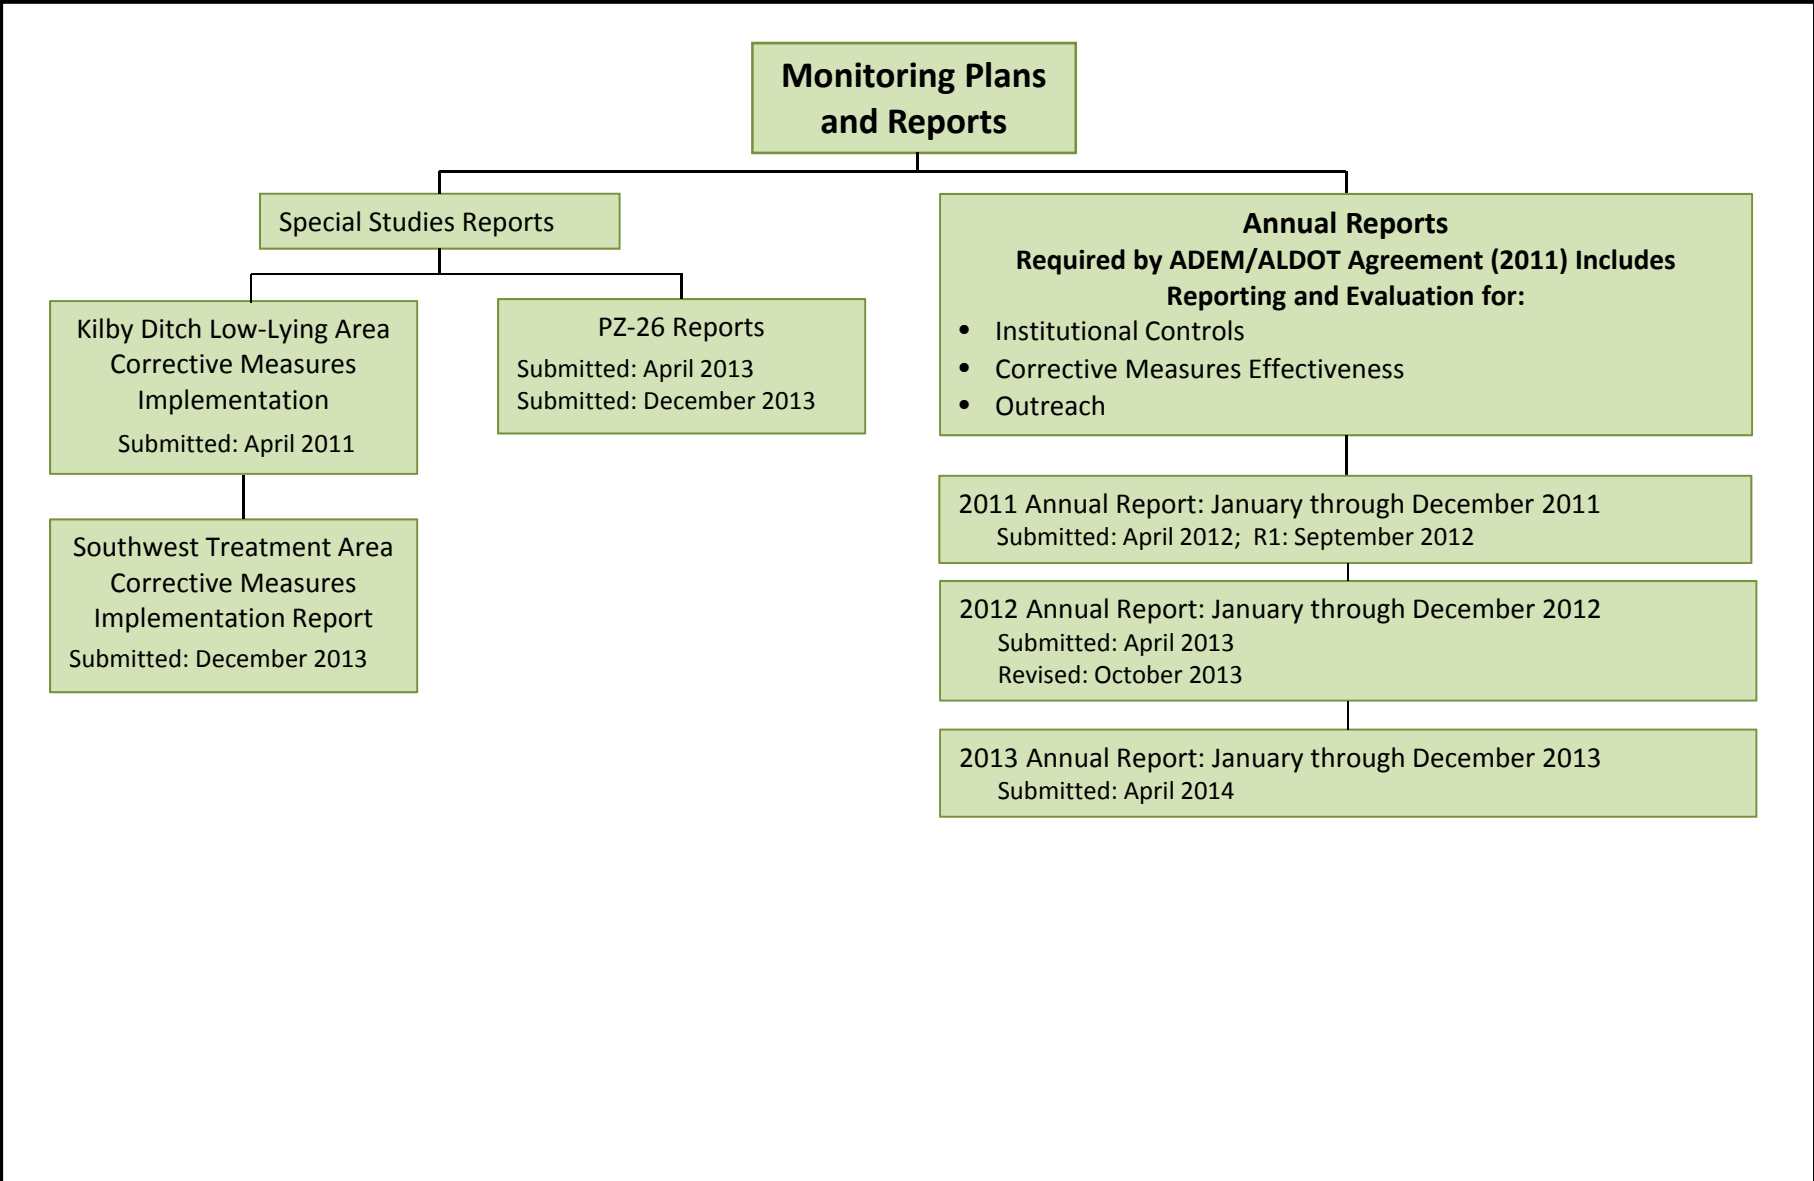 Monitoring Plans
and Reports
Special Studies Reports
Kilby Ditch Low-Lying Area
Corrective Measures
Implementation
Submitted: April 2011
Southwest Treatment Area
Corrective Measures
Implementation Report
Submitted: December 2013
PZ-26 Reports
Submitted: April 2013
Submitted: December 2013
Annual Reports
Required by ADEM/ALDOT Agreement (2011) Includes
Reporting and Evaluation for:
• Institutional Controls
• Corrective Measures Effectiveness
• Outreach
2011 Annual Report: January through December 2011
Submitted: April 2012; R1: September 2012
2012 Annual Report: January through December 2012
Submitted: April 2013
Revised: October 2013
2013 Annual Report: January through December 2013
Submitted: April 2014